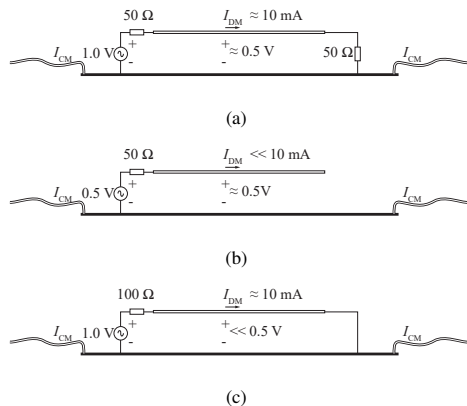 50 Ω
I_DM ≈ 10 mA
I_CM
1.0 V
+
-
+
-
≈ 0.5 V
50 Ω
I_CM
(a)
50 Ω
I_DM << 10 mA
I_CM
0.5 V
+
-
+
-
≈ 0.5V
I_CM
(b)
100 Ω
I_DM ≈ 10 mA
I_CM
1.0 V
+
-
+
-
<< 0.5 V
I_CM
(c)